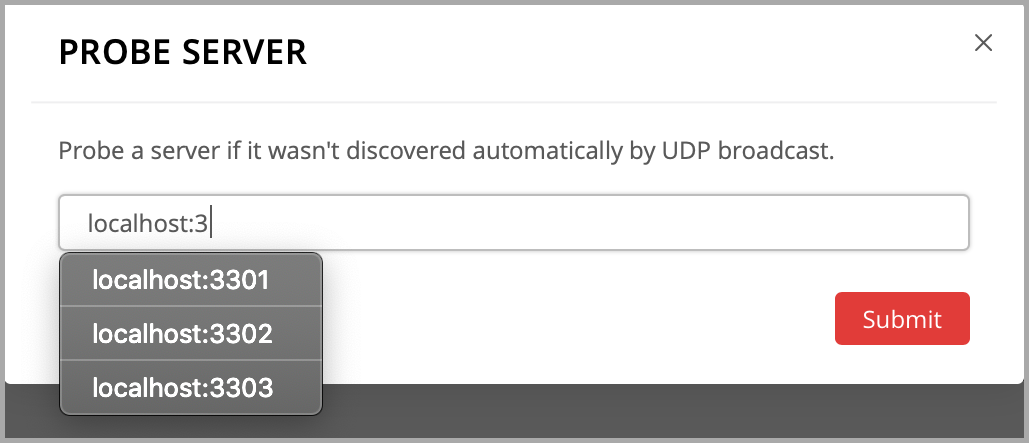 PROBE SERVER
Probe a server if it wasn't discovered automatically by UDP broadcast.
localhost:3
localhost:3301
localhost:3302
localhost:3303
Submit